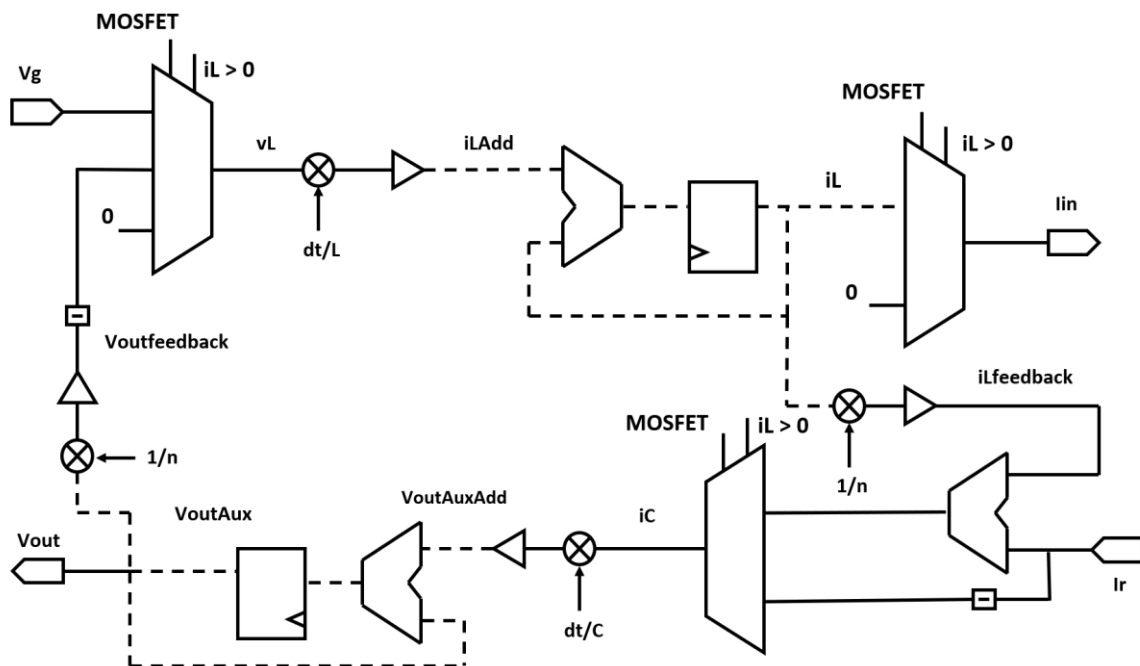 MOSFET
Vg
iL > 0
vL
iLAdd
0
dt/L
MOSFET
iL > 0
iL
Iin
0
-
Voutfeedback
iLfeedback
MOSFET
iL > 0
1/n
1/n
VoutAux
VoutAuxAdd
iC
Vout
dt/C
-
Ir